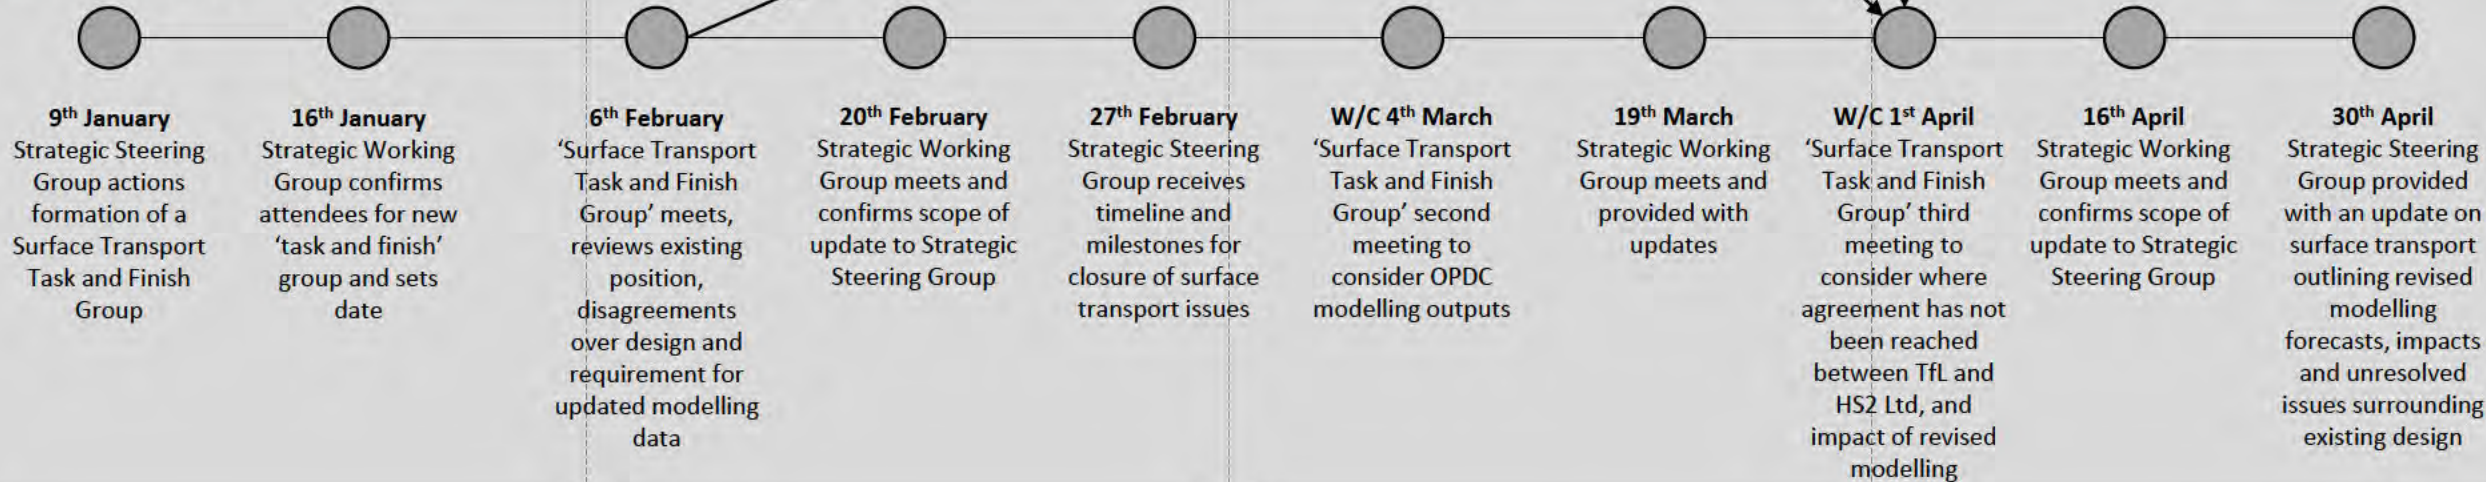 9th January
Strategic Steering
Group actions
formation of a
Surface Transport
Task and Finish
Group
16th January
Strategic Working
Group confirms
attendees for new
‘task and finish’
group and sets
date
6th February
‘Surface Transport
Task and Finish
Group’ meets,
reviews existing
position,
disagreements
over design and
requirement for
updated modelling
data
20th February
Strategic Working
Group meets and
confirms scope of
update to Strategic
Steering Group
27th February
Strategic Steering
Group receives
timeline and
milestones for
closure of surface
transport issues
W/C 4th March
‘Surface Transport
Task and Finish
Group’ second
meeting to
consider OPDC
modelling outputs
19th March
Strategic Working
Group meets and
provided with
updates
W/C 1st April
‘Surface Transport
Task and Finish
Group’ third
meeting to
consider where
agreement has not
been reached
between TfL and
HS2 Ltd, and
impact of revised
modelling
16th April
Strategic Working
Group meets and
confirms scope of
update to Strategic
Steering Group
30th April
Strategic Steering
Group provided
with an update on
surface transport
outlining revised
modelling
forecasts, impacts
and unresolved
issues surrounding
existing design